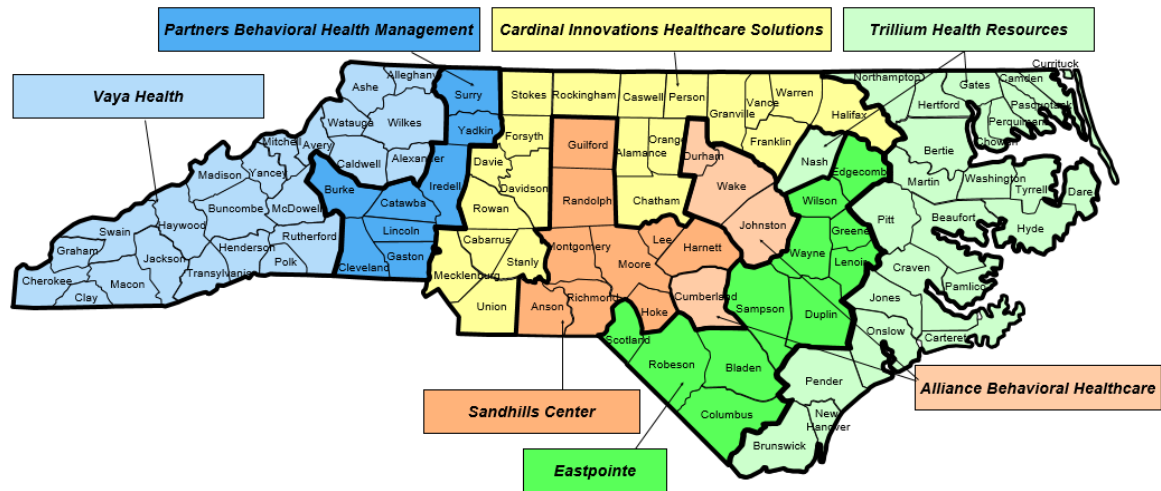 Partners Behavioral Health Management
Cardinal Innovations Healthcare Solutions
Trillium Health Resources
Vaya Health
Sandhills Center
Eastpointe
Alliance Behavioral Healthcare
Ashe
Alleghany
Surry
Stokes
Rockingham
Caswell
Person
Granville
Vance
Warren
Halifax
Northampton
Gates
Camden
Currituck
Hertford
Pasquotank
Perquimens
Chowen
Watauga
Wilkes
Yadkin
Forsyth
Guilford
Alamance
Orange
Durham
Franklin
Nash
Edgecomb
Bertie
Mitchell
Avery
Caldwell
Alexander
Iredell
Davie
Davidson
Randolph
Chatham
Wake
Wilson
Martin
Washington
Tyrrell
Dare
Madison
Yancey
Burke
Catawba
Rowan
Johnston
Greene
Pitt
Beaufort
Hyde
Swain
Haywood
Buncombe
McDowell
Lincoln
Cabarrus
Montgomery
Moore
Lee
Harnett
Wayne
Lenoir
Craven
Pamlico
Graham
Jackson
Henderson
Rutherford
Polk
Cleveland
Gaston
Mecklenburg
Stanly
Cherokee
Clay
Macon
Transylvania
Union
Anson
Richmond
Hoke
Cumberland
Sampson
Duplin
Jones
Onslow
Carteret
Scotland
Robeson
Bladen
Pender
Columbus
New
Hanover
Brunswick